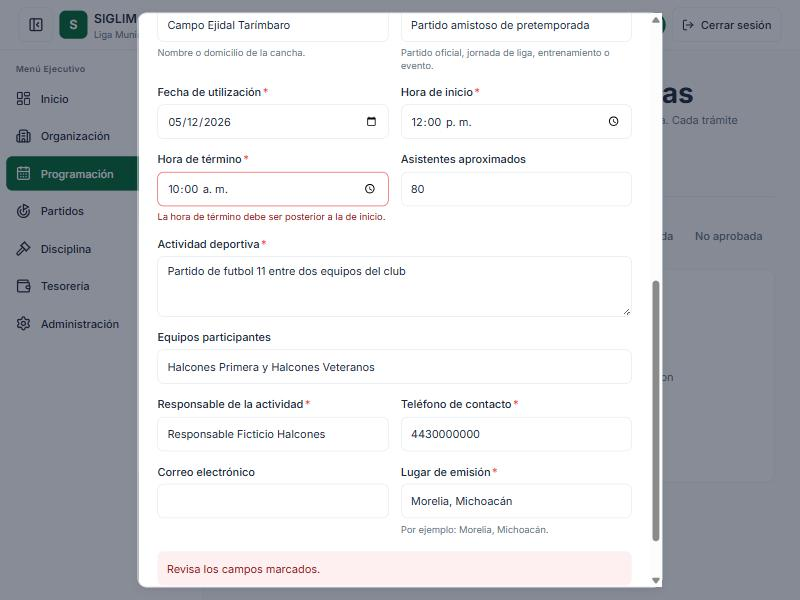 SIGLIM
S
Liga Muni
Cerrar sesión
Menú Ejecutivo
Inicio
Organización
Programación
Partidos
Disciplina
Tesorería
Administración
as
a. Cada trámite
da
No aprobada
on
Campo Ejidal Tarímbaro
Partido amistoso de pretemporada
Nombre o domicilio de la cancha.
Partido oficial, jornada de liga, entrenamiento o
evento.
Fecha de utilización*
Hora de inicio*
05/12/2026
12:00 p. m.
Hora de término*
Asistentes aproximados
10:00 a. m.
80
La hora de término debe ser posterior a la de inicio.
Actividad deportiva*
Partido de futbol 11 entre dos equipos del club
Equipos participantes
Halcones Primera y Halcones Veteranos
Responsable de la actividad*
Teléfono de contacto*
Responsable Ficticio Halcones
4430000000
Correo electrónico
Lugar de emisión*
Morelia, Michoacán
Por ejemplo: Morelia, Michoacán.
Revisa los campos marcados.